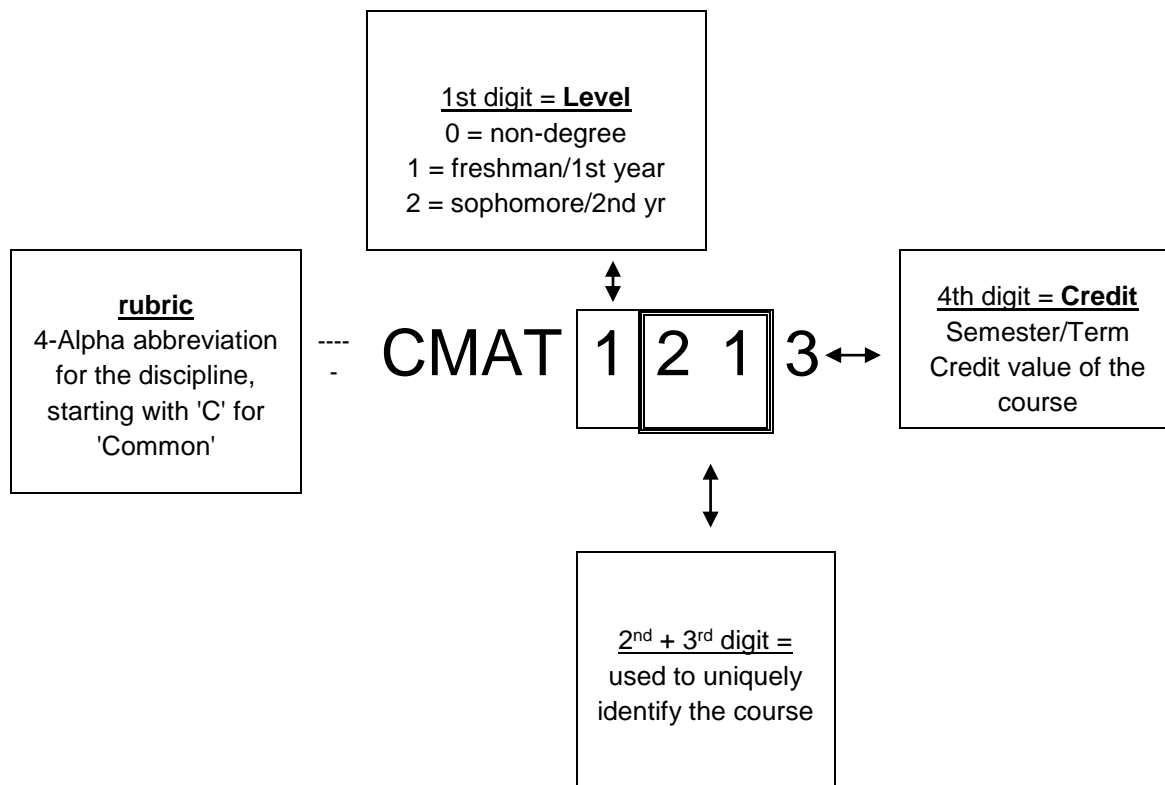 1st digit = Level
0 = non-degree
1 = freshman/1st year
2 = sophomore/2nd yr
rubric
4-Alpha abbreviation
for the discipline,
starting with 'C' for
'Common'
----
-
CMAT 1 2 1 3
4th digit = Credit
Semester/Term
Credit value of the
course
2nd + 3rd digit =
used to uniquely
identify the course